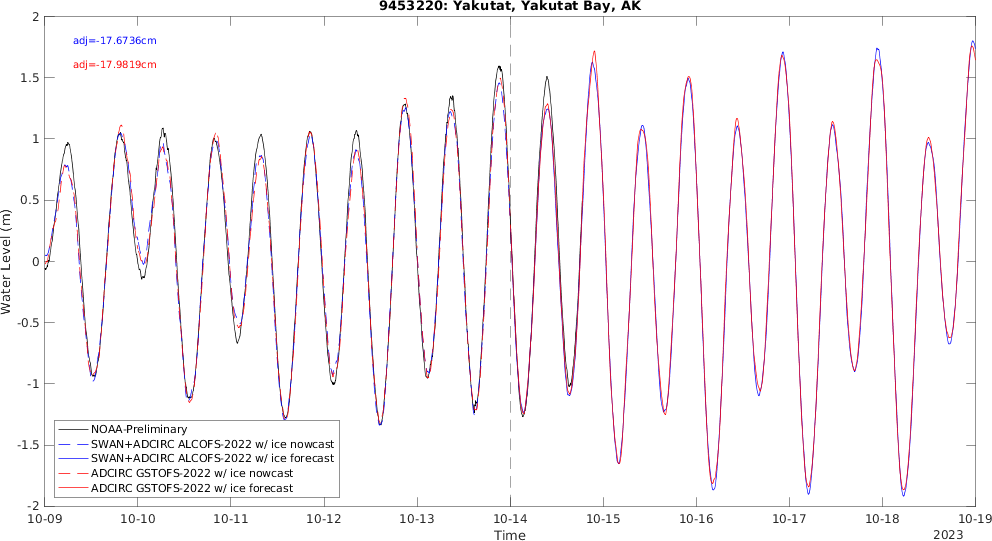 9453220: Yakutat, Yakutat Bay, AK
adj=-17.6736cm
adj=-17.9819cm
Water Level (m)
2
1.5
1
0.5
0
-0.5
-1
-1.5
-2
NOAA-Preliminary
SWAN+ADCIRC ALCOFS-2022 w/ ice nowcast
SWAN+ADCIRC ALCOFS-2022 w/ ice forecast
ADCIRC GSTOFS-2022 w/ ice nowcast
ADCIRC GSTOFS-2022 w/ ice forecast
10-09 10-10 10-11 10-12 10-13 10-14 10-15 10-16 10-17 10-18 10-19
Time
2023